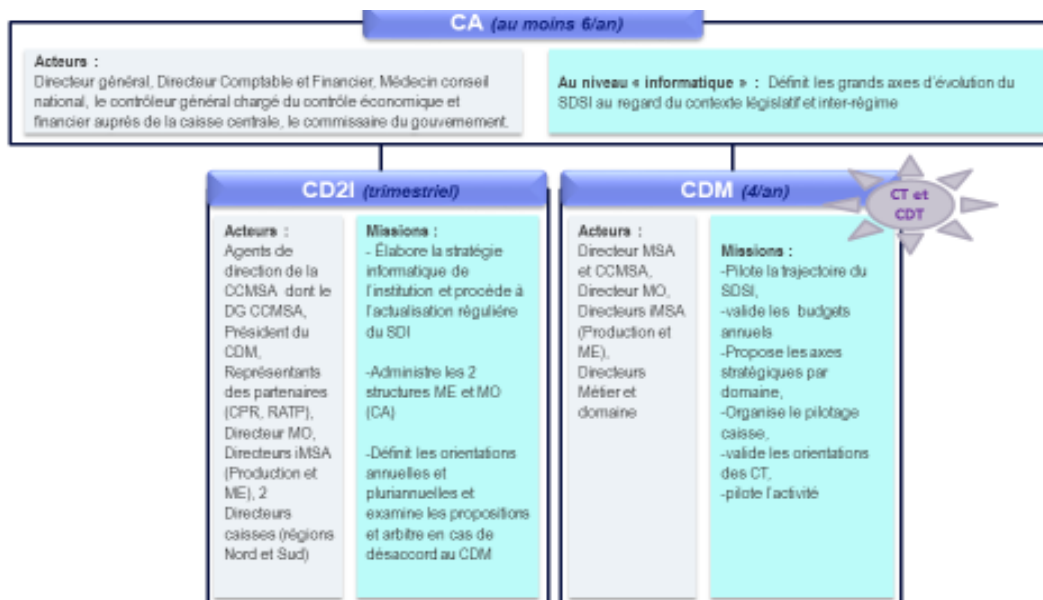 CA (au moins 6/an)
Acteurs :
Directeur général, Directeur Comptable et Financier, Médecin conseil
national, le contrôleur général chargé du contrôle économique et
financier auprès de la caisse centrale, le commissaire du gouvernement.
Au niveau « informatique » : Définit les grands axes d'évolution du
SDSI au regard du contexte législatif et inter-régime
CD2I (trimestriel)
Acteurs :
Agents de
direction de la
CCMSA dont le
DG CCMSA,
Président du
CDM,
Représentants
des partenaires
(CPR, RATP),
Directeur MO,
Directeurs iMSA
(Production et
ME), 2
Directeurs
caisses (régions
Nord et Sud)
Missions :
- Élabore la stratégie
informatique de
l'institution et procède à
l'actualisation régulière
du SDI
-Administre les 2
structures ME et MO
(CA)
-Définit les orientations
annuelles et
pluriannuelles et
examine les propositions
et arbitre en cas de
désaccord au CDM
CDM (4/an)
CT et
CDT
Acteurs :
Directeur MSA
et CCMSA,
Directeur MO,
Directeurs iMSA
(Production et
ME),
Directeurs
Métier et
domaine
Missions :
-Pilote la trajectoire du
SDSI,
-valide les budgets
annuels
-Propose les axes
stratégiques par
domaine,
-Organise le pilotage
caisse,
-valide les orientations
des CT,
-pilote l'activité